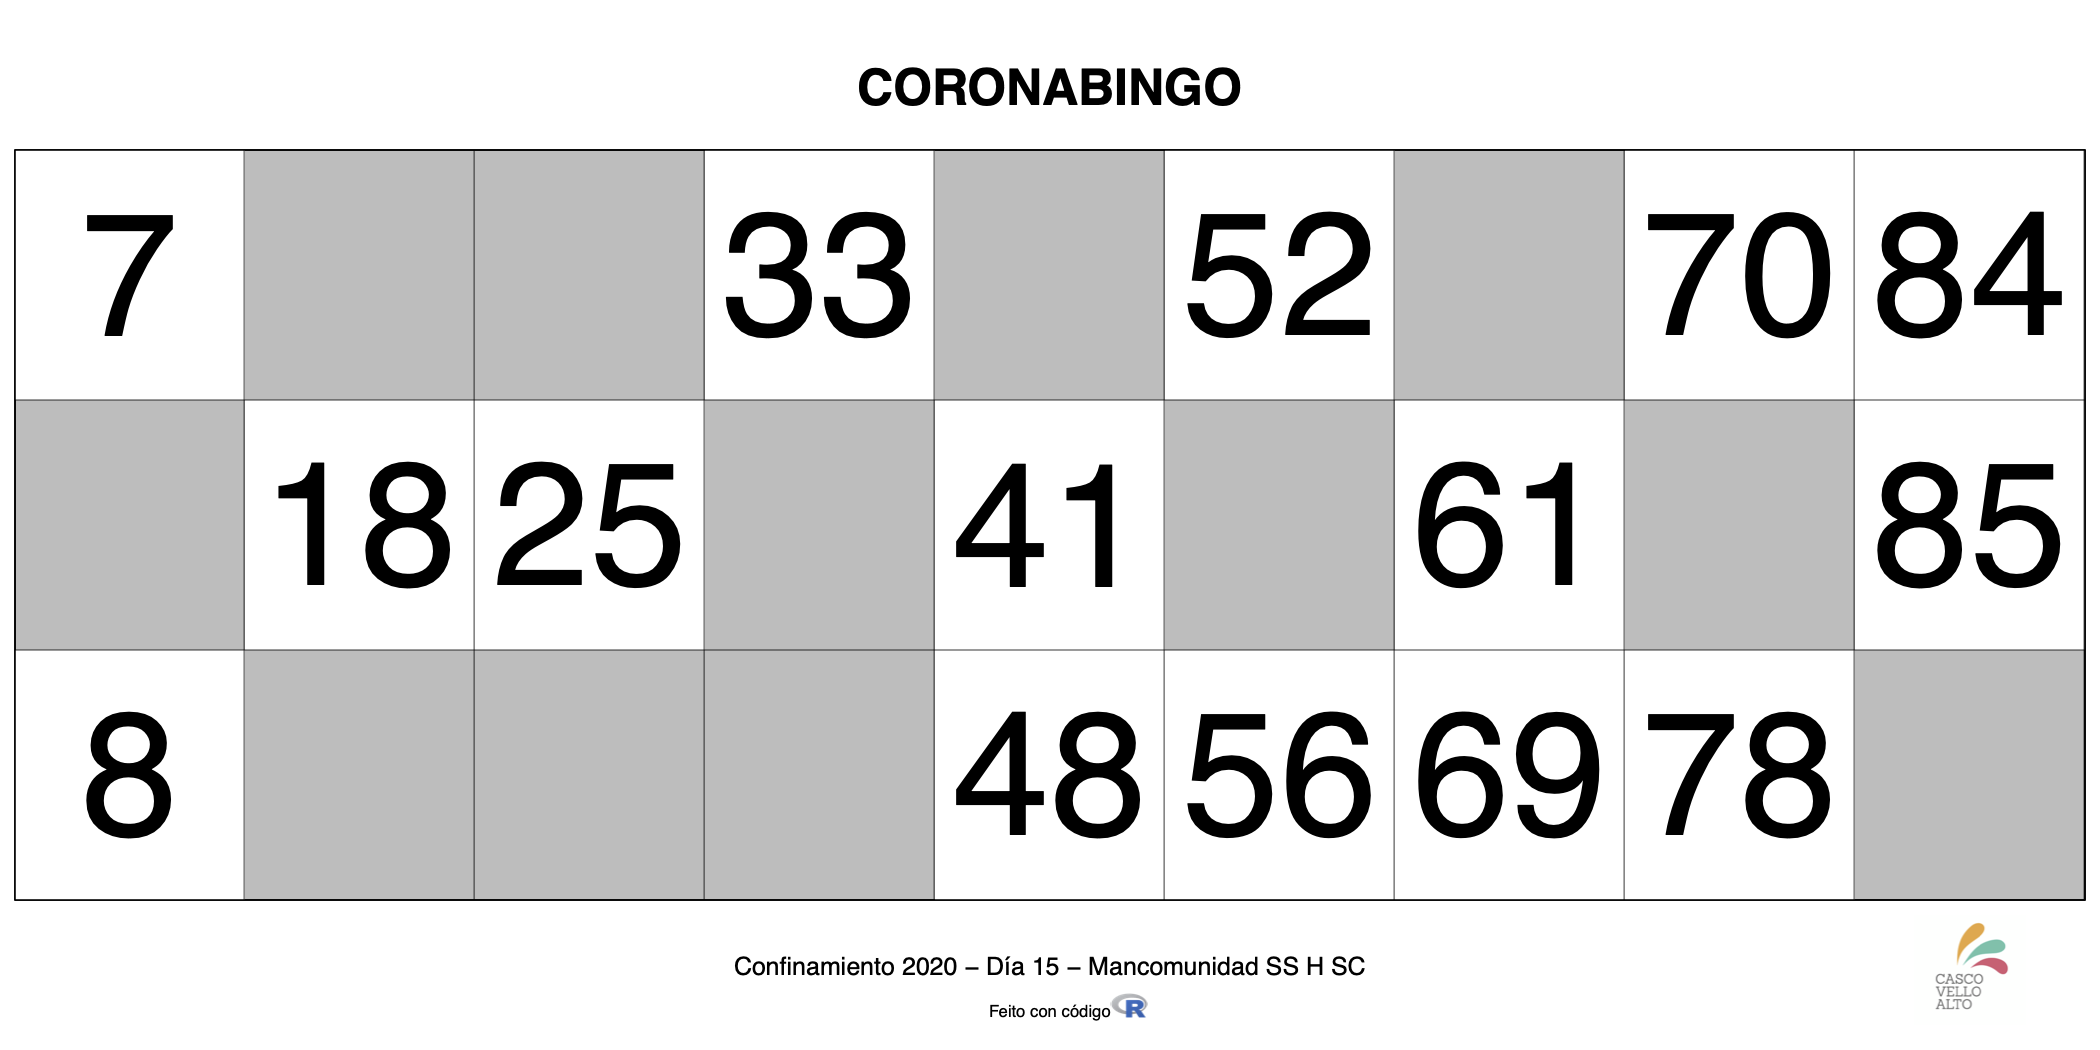 CORONABINGO
7 33 52 70 84
18 25 41 61 85
8 48 56 69 78
Confinamiento 2020 – Día 15 – Mancomunidad SS H SC
Feito con código R
CASCO
VELLO
ALTO